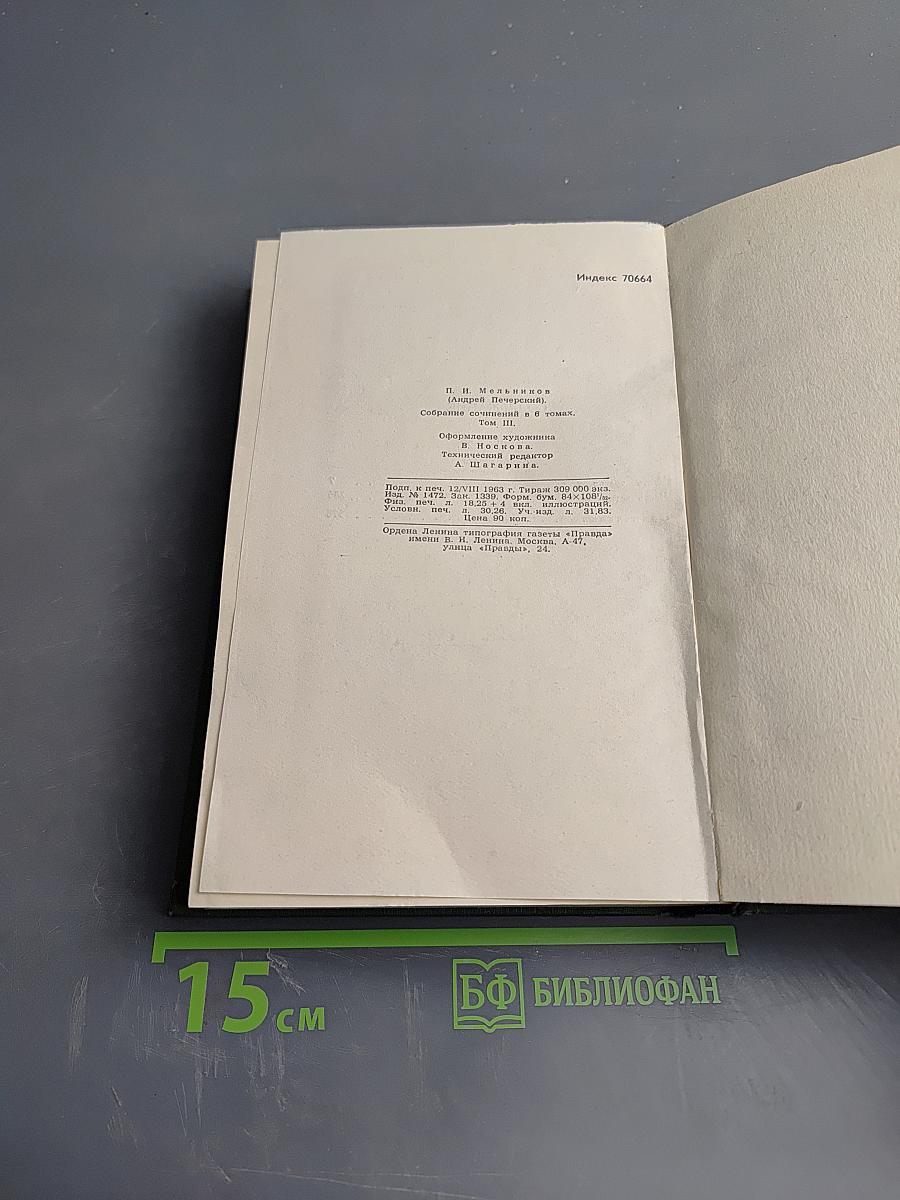 Индекс 70664
П. И. Мельников
(Андрей Печерский).
Собрание сочинений в 6 томах.
Том III.
Оформление художника
В. Носкова.
Технический редактор
А. Шагарина.
Подп. к печ. 12/VIII 1963 г. Тираж 309 000 экз.
Изд. № 1472. Зак. 1339. Форм. бум. 84×108¹/₃₂.
Физ. печ. л. 18,25 + 4 вкл. иллюстраций.
Условн. печ. л. 30,26. Уч.-изд. л. 31,83.
Цена 90 коп.
Ордена Ленина типография газеты «Правда»
имени В. И. Ленина. Москва, А-47,
улица «Правды», 24.
15 см
БФ БИБЛИОФАН